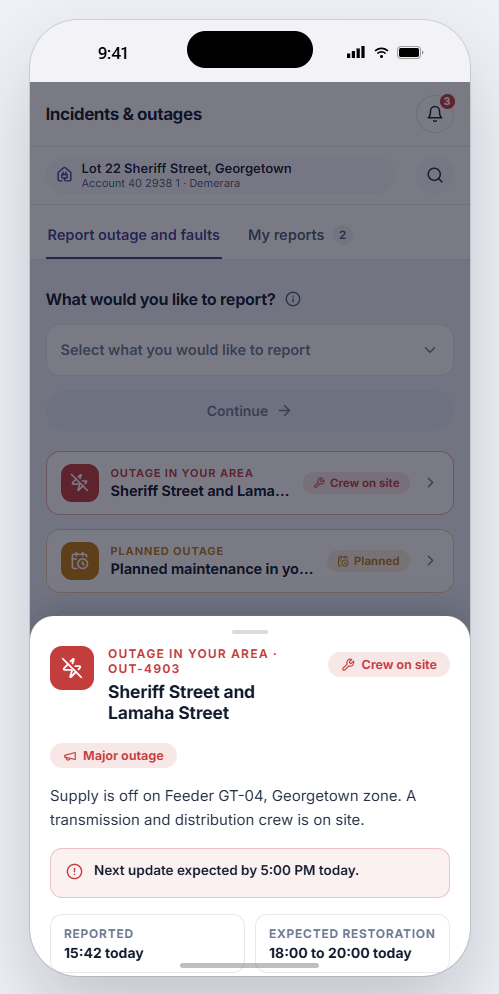 9:41
Incidents & outages
3
Lot 22 Sheriff Street, Georgetown
Account 40 2938 1 · Demerara
Report outage and faults
My reports 2
What would you like to report?
Select what you would like to report
Continue
OUTAGE IN YOUR AREA
Sheriff Street and Lama...
Crew on site
PLANNED OUTAGE
Planned maintenance in yo...
Planned
OUTAGE IN YOUR AREA ·
OUT-4903
Crew on site
Sheriff Street and
Lamaha Street
Major outage
Supply is off on Feeder GT-04, Georgetown zone. A
transmission and distribution crew is on site.
Next update expected by 5:00 PM today.
REPORTED
15:42 today
EXPECTED RESTORATION
18:00 to 20:00 today